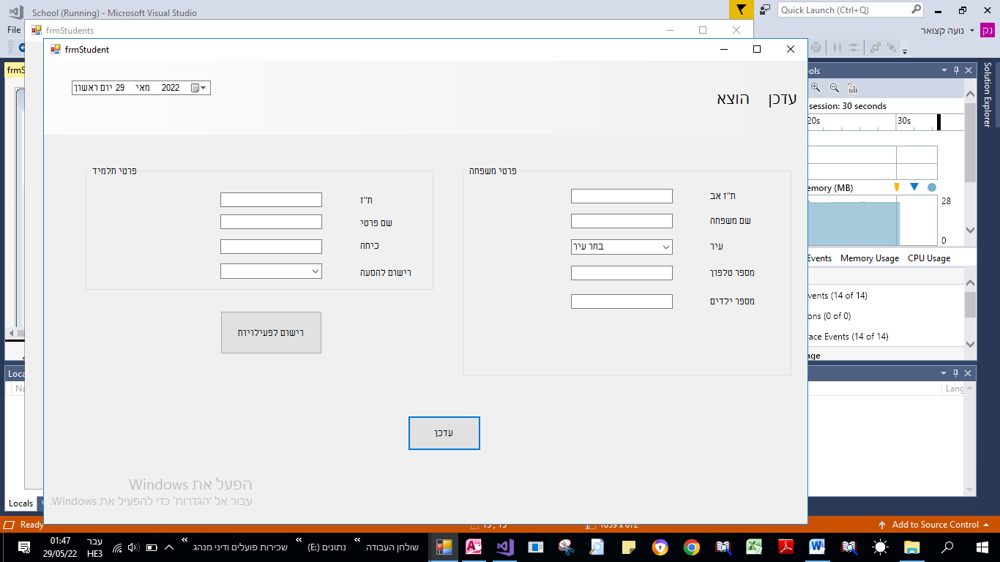 School (Running) - Microsoft Visual Studio
Quick Launch (Ctrl+Q)
File
frmStudents
נועה קצואר
נק
frmStudent
frmS
29 יום ראשון מאי 2022
עדכן הוצא
ools
Solution Explorer
session: 30 seconds
20s 30s
emory (MB)
28
0
Events Memory Usage CPU Usage
vents (14 of 14)
ons (0 of 0)
race Events (14 of 14)
age
פרטי משפחה
ת"ז אב
שם משפחה
עיר
בחר עיר
מספר טלפון
מספר ילדים
פרטי תלמיד
ת"ז
שם פרטי
כיתה
רישום להסעה
רישום לפעילויות
עדכן
Loca
Na
Lang
הפעל את Windows
עבור אל 'הגדרות' כדי להפעיל את Windows.
Locals
Ready
Add to Source Control
01:47
29/05/22
עבר
HE3
שכירות פועלים ודיני מנהג
נתונים (E:)
שולחן העבודה